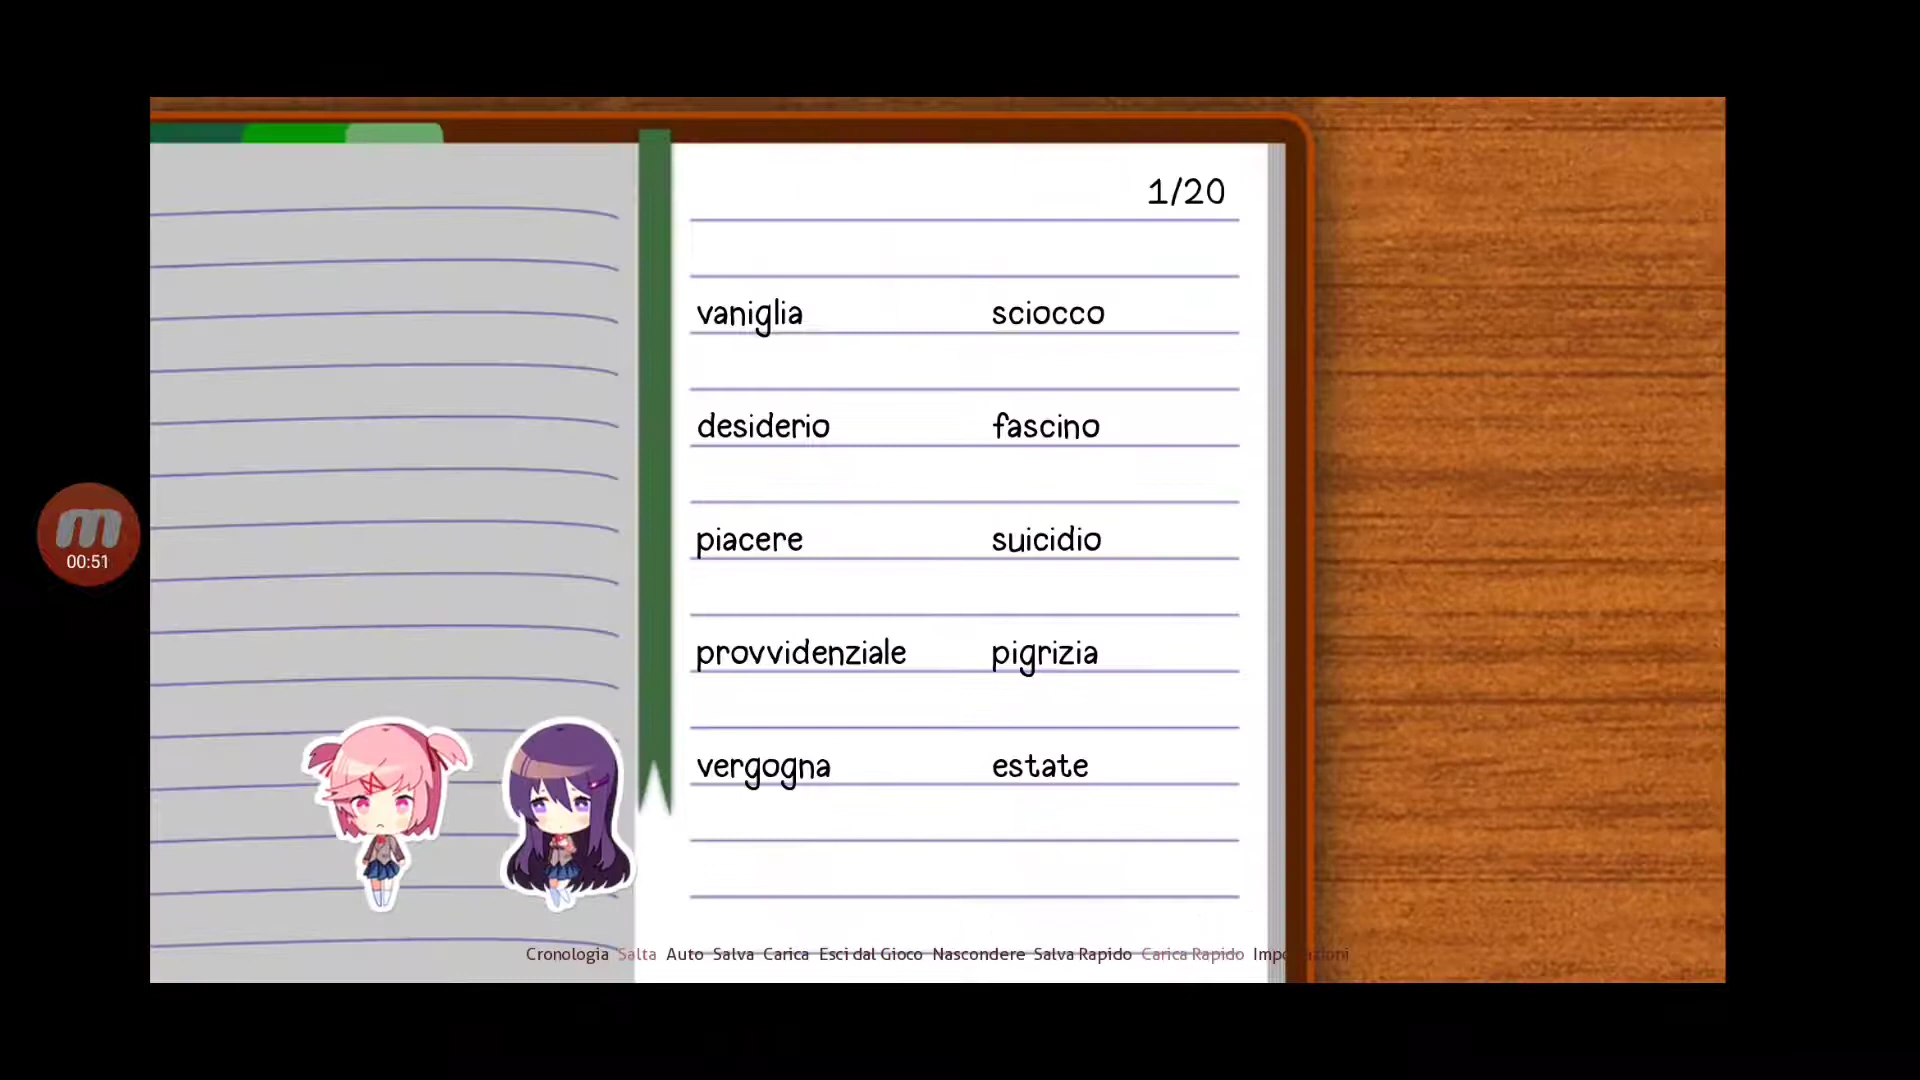 1/20
vaniglia sciocco
desiderio fascino
piacere suicidio
00:51
provvidenziale pigrizia
vergogna estate
Cronologia Salta Auto Salva Carica Esci dal Gioco Nascondere Salva Rapido Carica Rapido